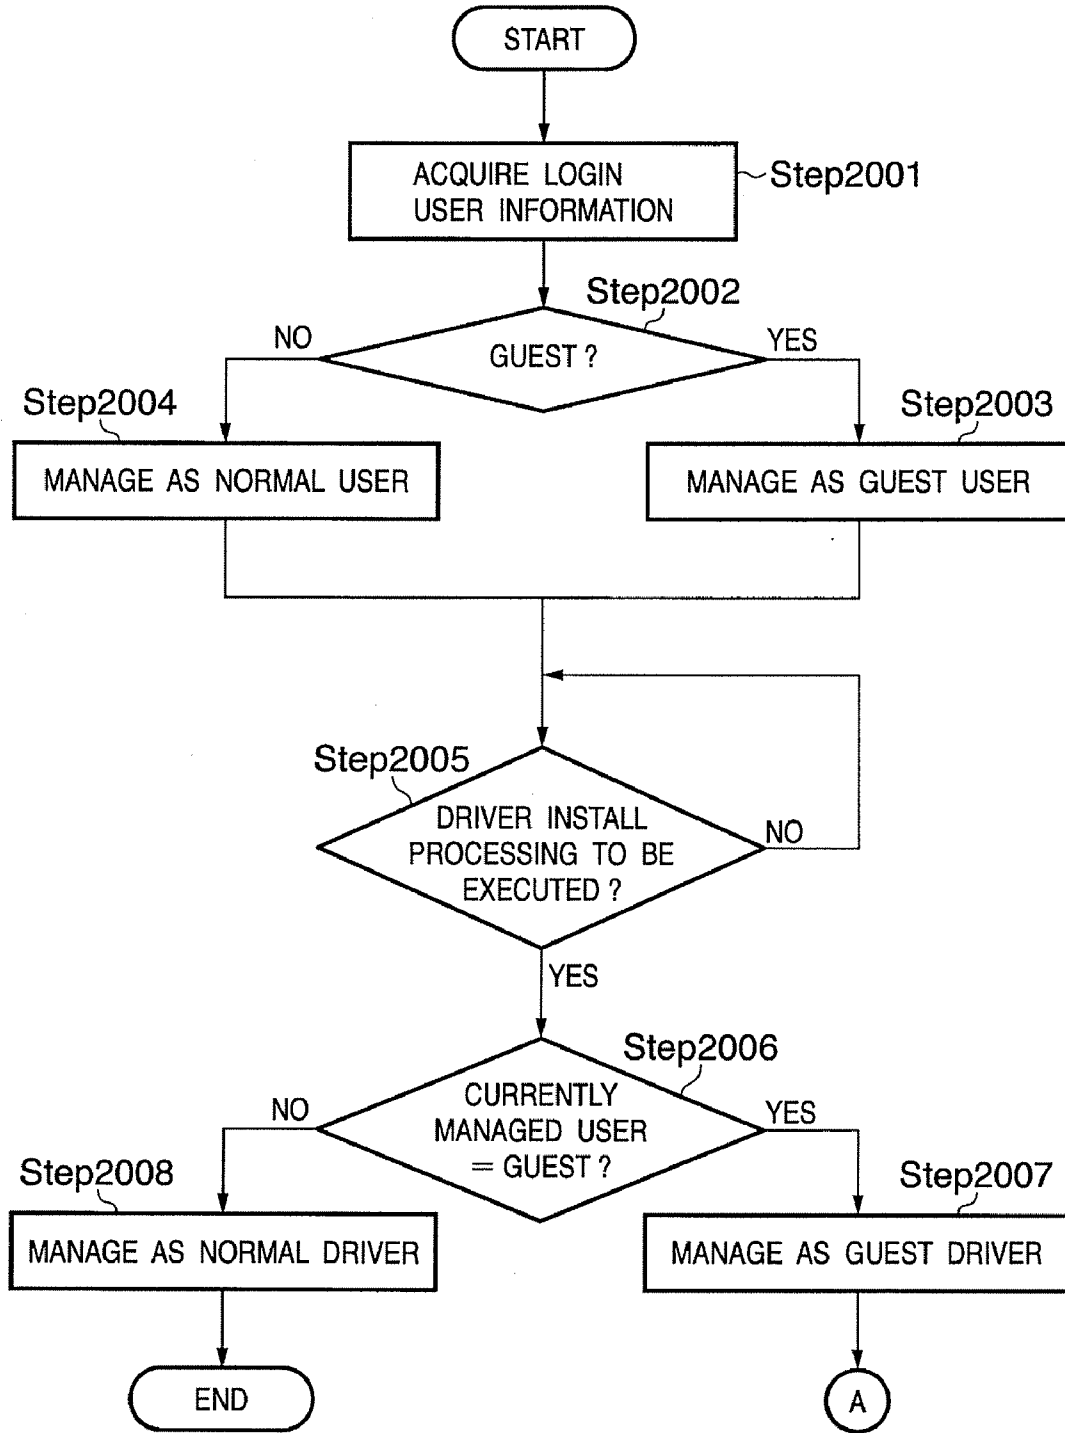 START
ACQUIRE LOGIN
USER INFORMATION
Step2001
Step2002
NO
GUEST ?
YES
Step2004
Step2003
MANAGE AS NORMAL USER
MANAGE AS GUEST USER
Step2005
DRIVER INSTALL
PROCESSING TO BE
EXECUTED ?
NO
YES
Step2006
NO
CURRENTLY
MANAGED USER
= GUEST ?
YES
Step2008
Step2007
MANAGE AS NORMAL DRIVER
MANAGE AS GUEST DRIVER
END
A